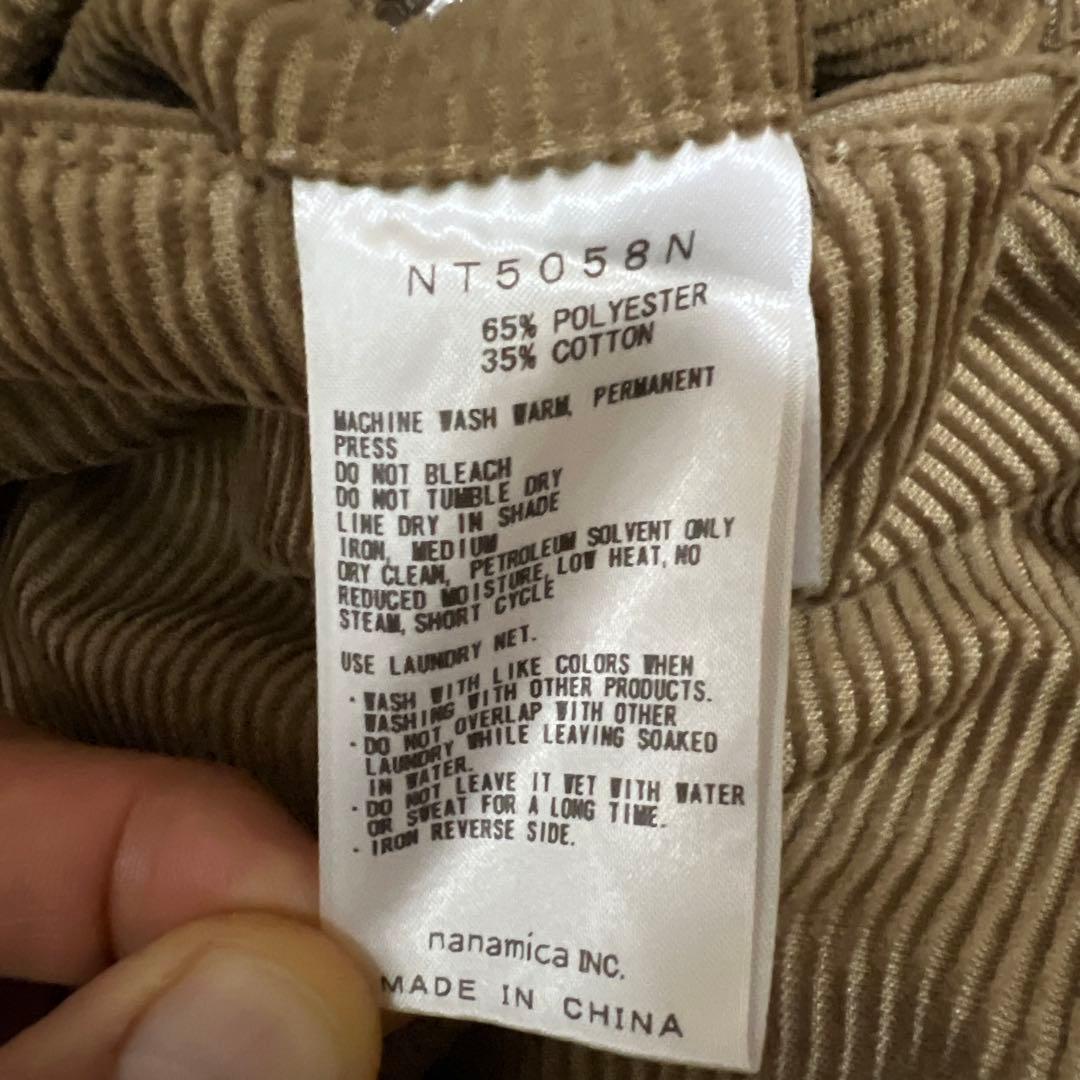 NT5058N
65% POLYESTER
35% COTTON
MACHINE WASH WARM, PERMANENT
PRESS
DO NOT BLEACH
DO NOT TUMBLE DRY
LINE DRY IN SHADE
IRON, MEDIUM
DRY CLEAN, PETROLEUM SOLVENT ONLY
REDUCED MOISTURE, LOW HEAT, NO
STEAM, SHORT CYCLE
USE LAUNDRY NET.
· WASH WITH LIKE COLORS WHEN
WASHING WITH OTHER PRODUCTS.
· DO NOT OVERLAP WITH OTHER
LAUNDRY WHILE LEAVING SOAKED
IN WATER.
· DO NOT LEAVE IT WET WITH WATER
OR SWEAT FOR A LONG TIME.
· IRON REVERSE SIDE.
nanamica INC.
MADE IN CHINA